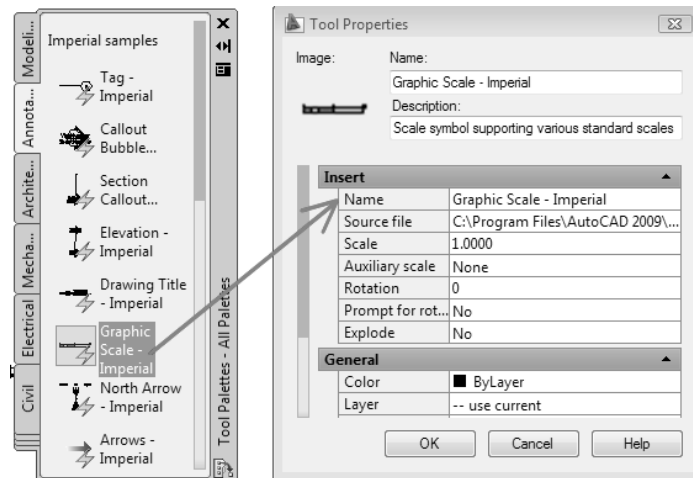 Imperial samples
Tag -
Imperial
Callout
Bubble...
Section
Callout...
Elevation -
Imperial
Drawing Title
- Imperial
Graphic
Scale -
Imperial
North Arrow
- Imperial
Arrows -
Imperial
Modeli...
Annota...
Archite...
Mecha...
Electrical
Civil
Tool Palettes - All Palettes
Tool Properties
Image:
Name:
Graphic Scale - Imperial
Description:
Scale symbol supporting various standard scales
Insert
Name Graphic Scale - Imperial
Source file C:\Program Files\AutoCAD 2009\...
Scale 1.0000
Auxiliary scale None
Rotation 0
Prompt for rot... No
Explode No
General
Color ByLayer
Layer -- use current
OK Cancel Help